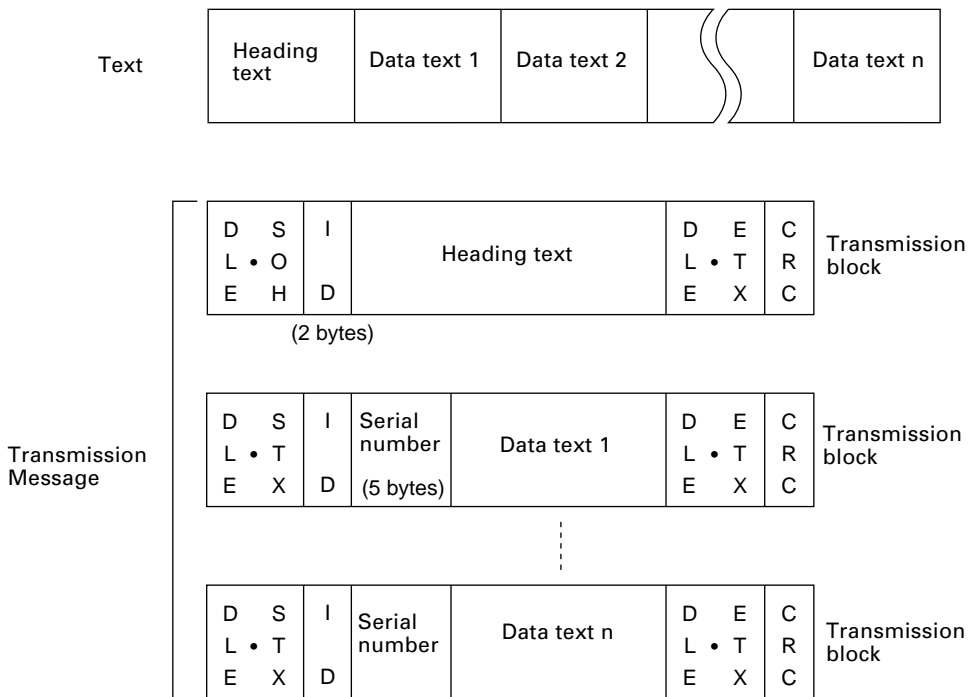 Text
Heading
text
Data text 1
Data text 2
Data text n
D S
L • O
E H
I
D
Heading text
D E
L • T
E X
C
R
C
Transmission
block
(2 bytes)
Transmission
Message
D S
L • T
E X
I
D
Serial
number
(5 bytes)
Data text 1
D E
L • T
E X
C
R
C
Transmission
block
D S
L • T
E X
I
D
Serial
number
Data text n
D E
L • T
E X
C
R
C
Transmission
block